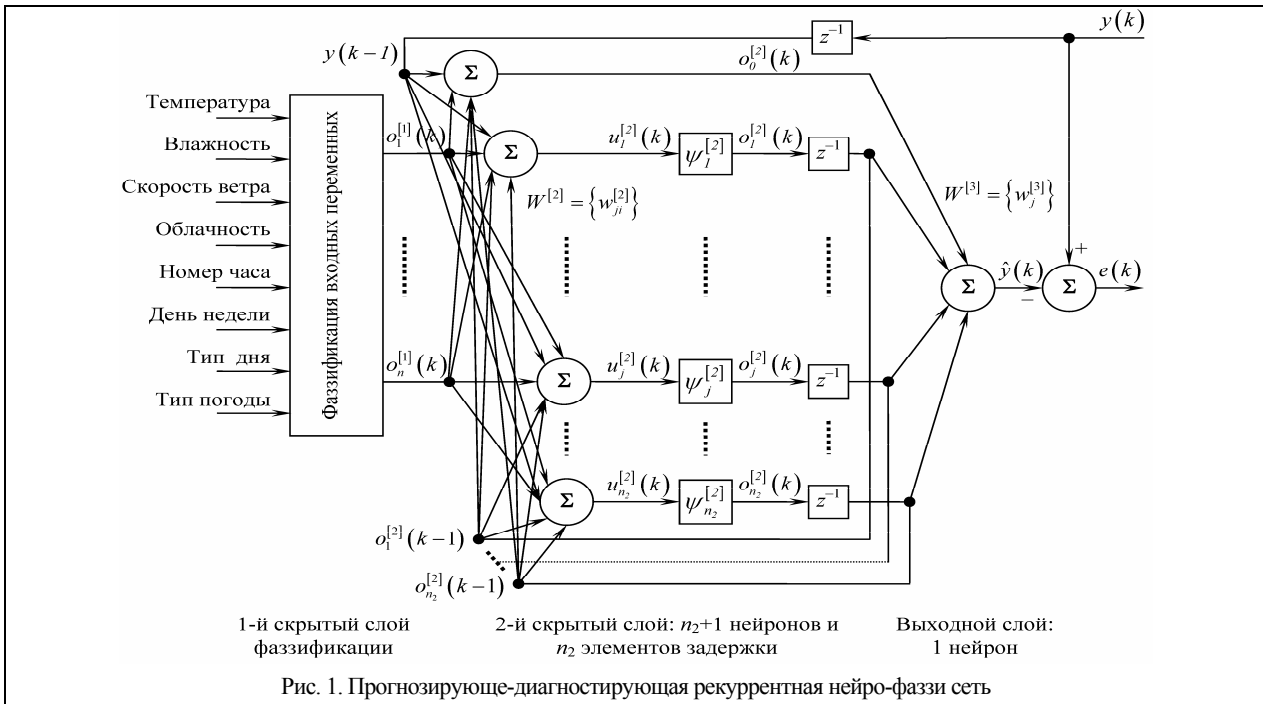 z⁻¹
y(k)
y(k−1)
Σ
o₀^[2](k)
Температура
Влажность
Скорость ветра
Облачность
Номер часа
День недели
Тип дня
Тип погоды
Фаззификация входных переменных
o₁^[1](k)
Σ
u₁^[2](k)
ψ₁^[2]
o₁^[2](k)
z⁻¹
W^[2] = {w_ji^[2]}
W^[3] = {w_j^[3]}
+
Σ
ŷ(k)
−
Σ
e(k)
o_n^[1](k)
Σ
u_j^[2](k)
ψ_j^[2]
o_j^[2](k)
z⁻¹
Σ
u_n₂^[2](k)
ψ_n₂^[2]
o_n₂^[2](k)
z⁻¹
o₁^[2](k−1)
o_n₂^[2](k−1)
1-й скрытый слой
фаззификации
2-й скрытый слой: n₂+1 нейронов и
n₂ элементов задержки
Выходной слой:
1 нейрон
Рис. 1. Прогнозирующе-диагностирующая рекуррентная нейро-фаззи сеть